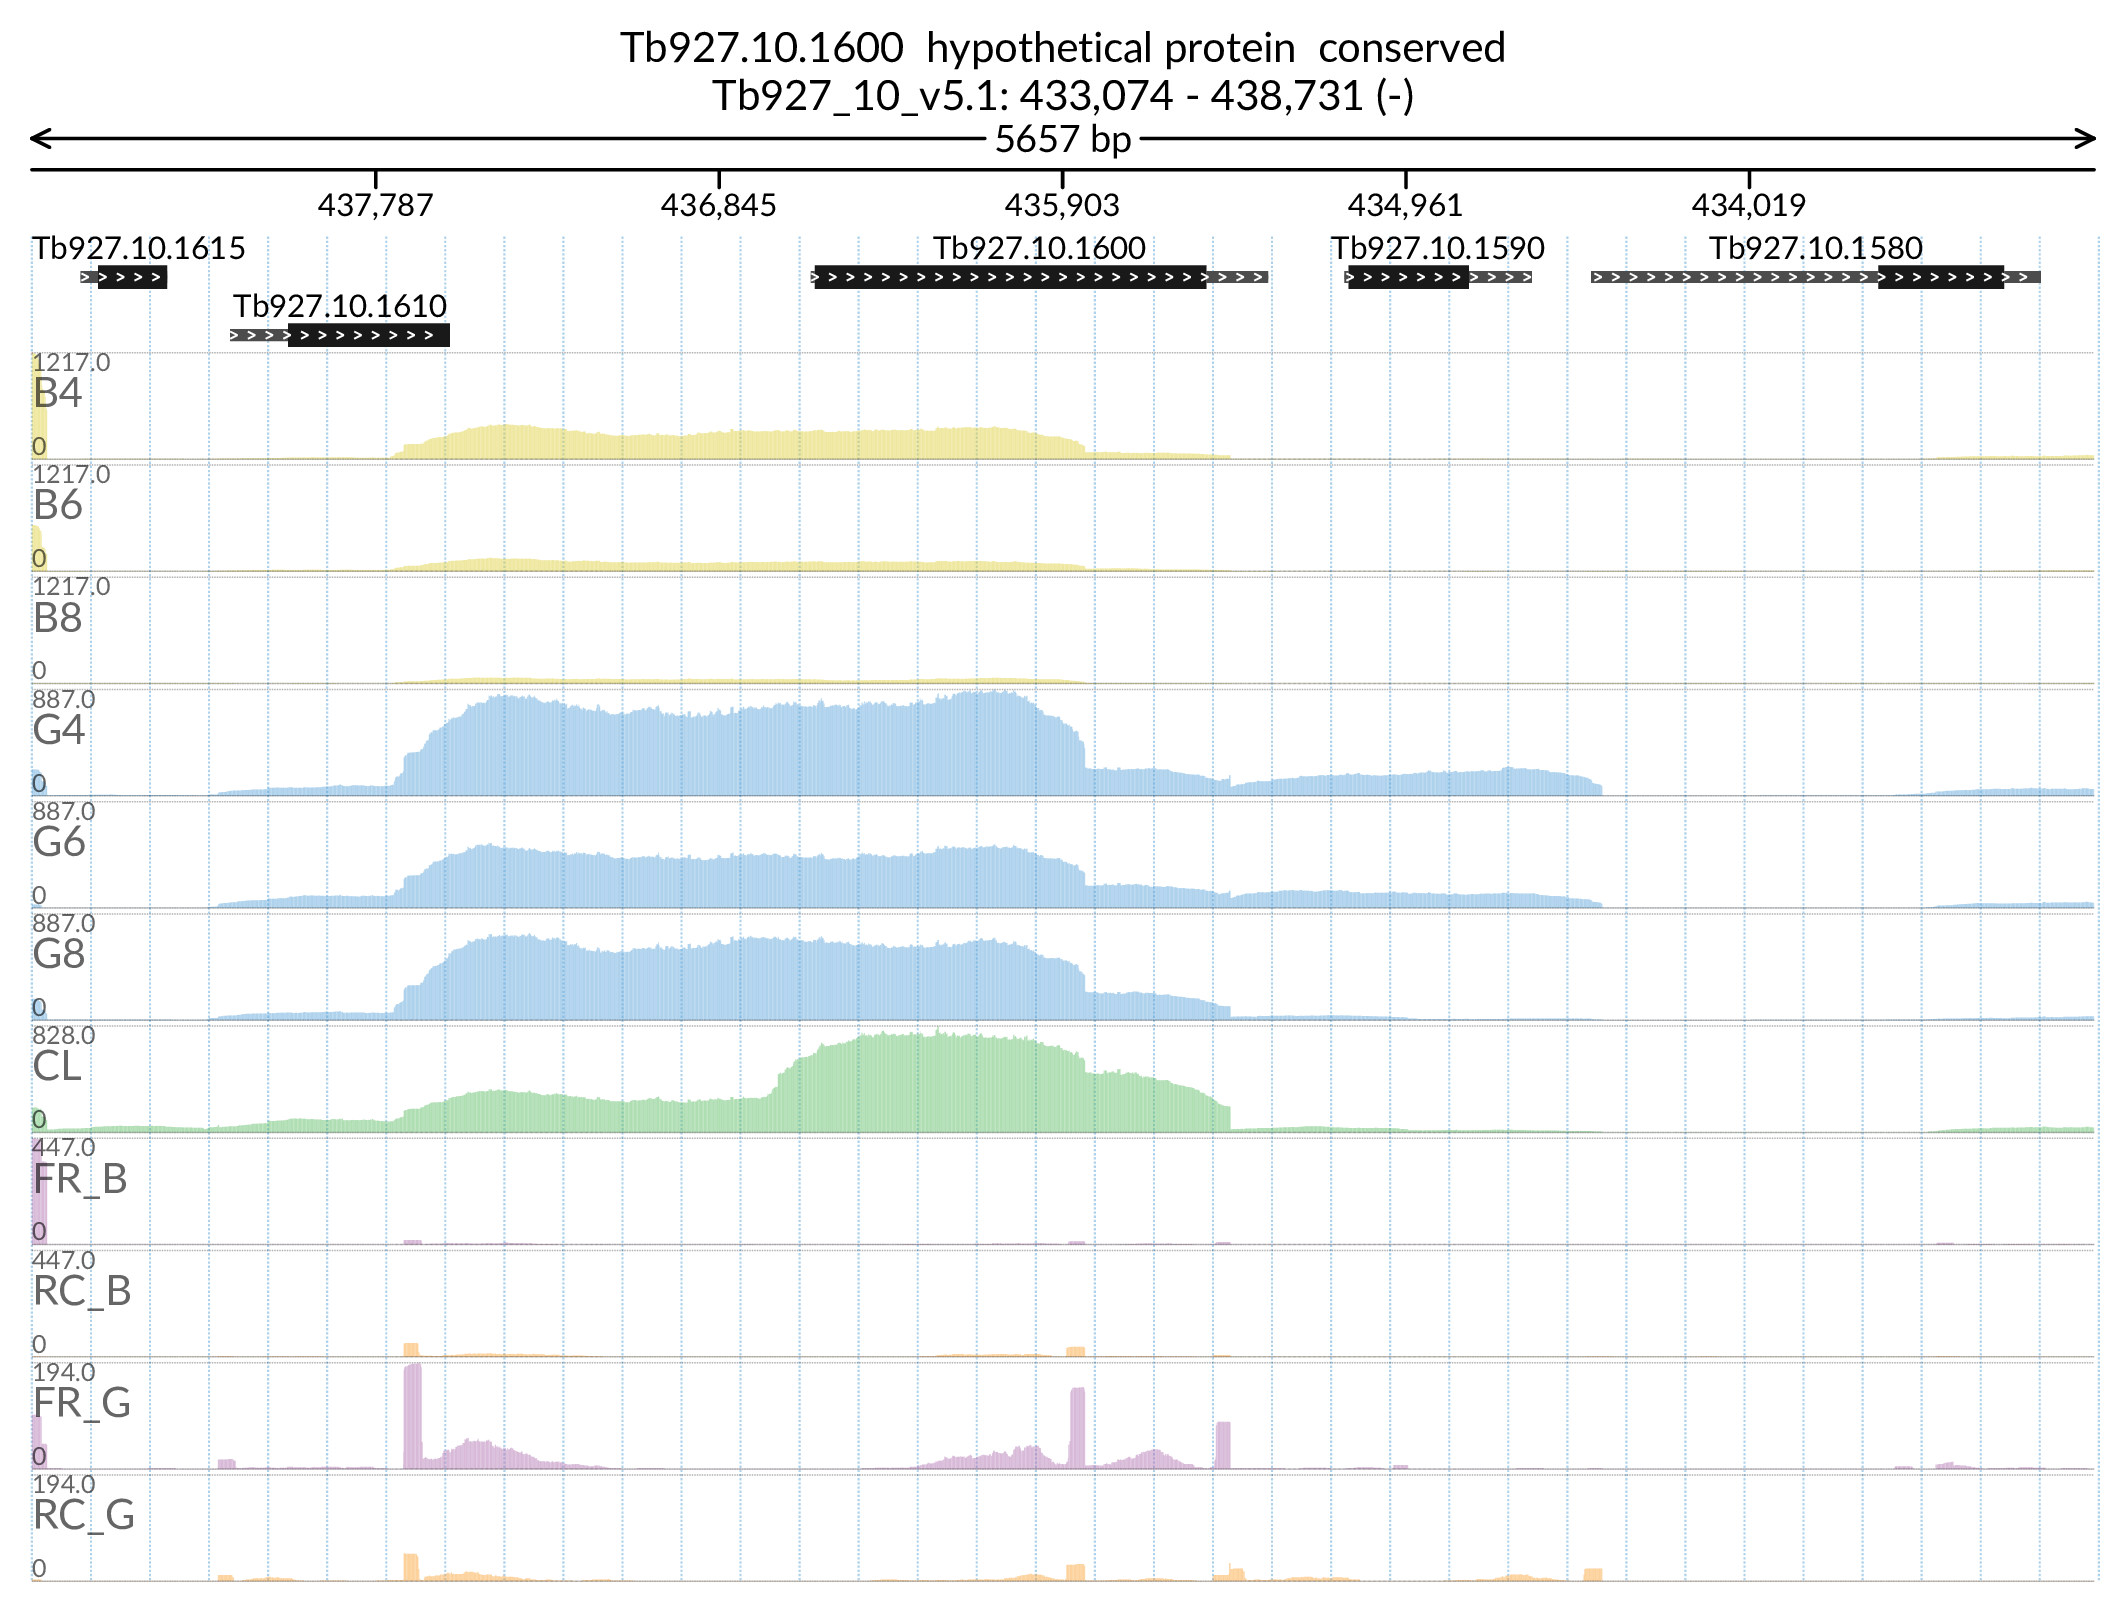 Tb927.10.1600  hypothetical protein  conserved
Tb927_10_v5.1: 433,074 - 438,731 (-)
5657 bp
437,787 436,845 435,903 434,961 434,019
Tb927.10.1615 Tb927.10.1600 Tb927.10.1590 Tb927.10.1580
Tb927.10.1610
1217.0
B4
0
1217.0
B6
0
1217.0
B8
0
887.0
G4
0
887.0
G6
0
887.0
G8
0
828.0
CL
0
447.0
FR_B
0
447.0
RC_B
0
194.0
FR_G
0
194.0
RC_G
0